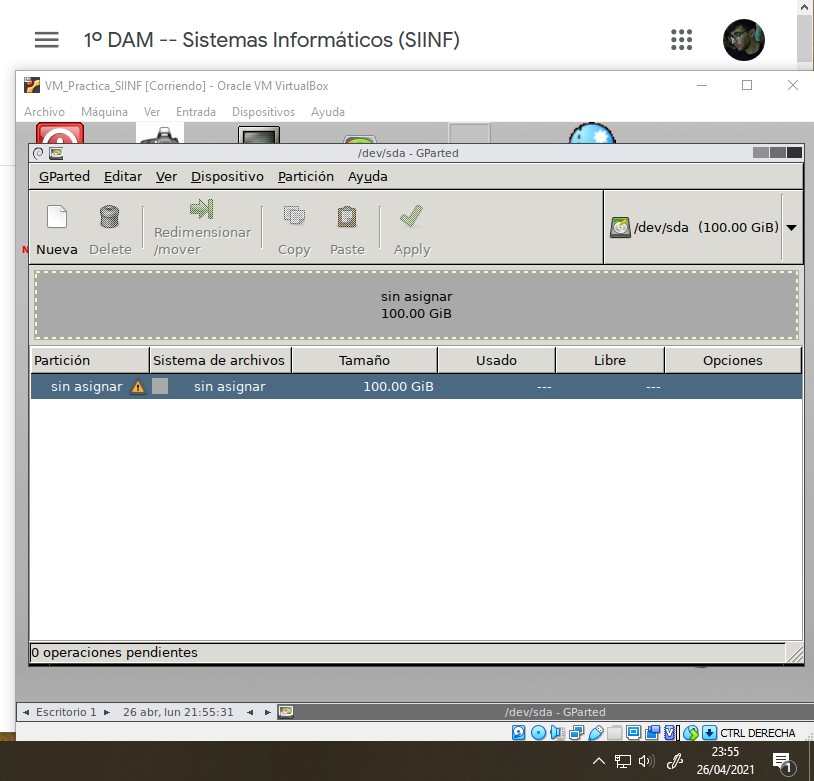 1º DAM -- Sistemas Informáticos (SIINF)
VM_Practica_SIINF [Corriendo] - Oracle VM VirtualBox
Archivo Máquina Ver Entrada Dispositivos Ayuda
/dev/sda - GParted
GParted Editar Ver Dispositivo Partición Ayuda
Nueva Delete Redimensionar
/mover Copy Paste Apply
/dev/sda (100.00 GiB)
N
sin asignar
100.00 GiB
Partición Sistema de archivos Tamaño Usado Libre Opciones
sin asignar sin asignar 100.00 GiB --- ---
0 operaciones pendientes
Escritorio 1 26 abr, lun 21:55:31 /dev/sda - GParted
CTRL DERECHA
23:55
26/04/2021
1